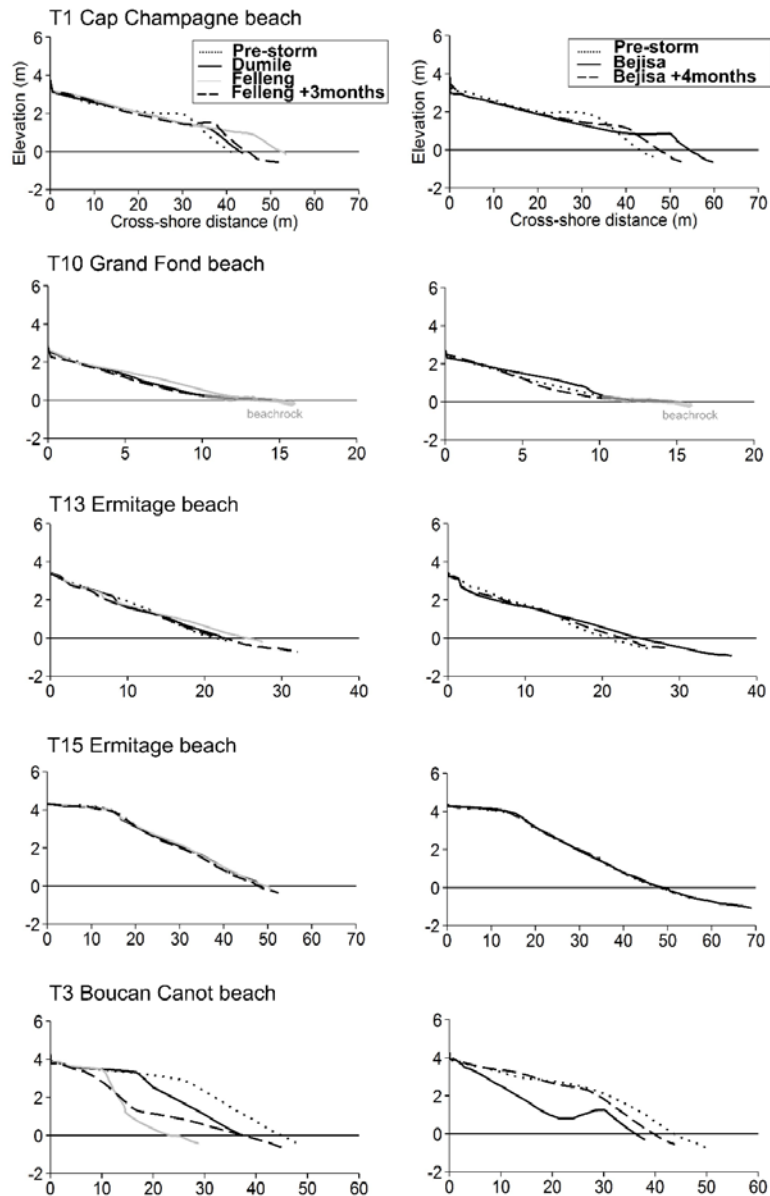 T1 Cap Champagne beach
Pre-storm
Dumile
Felleng
Felleng +3months
Elevation (m)
6
4
2
0
-2
0 10 20 30 40 50 60 70
Cross-shore distance (m)
Pre-storm
Bejisa
Bejisa +4months
Elevation (m)
6
4
2
0
-2
0 10 20 30 40 50 60 70
Cross-shore distance (m)
T10 Grand Fond beach
6
4
2
0
-2
beachrock
0 5 10 15 20
6
4
2
0
-2
beachrock
0 5 10 15 20
T13 Ermitage beach
6
4
2
0
-2
0 10 20 30 40
6
4
2
0
-2
0 10 20 30 40
T15 Ermitage beach
6
4
2
0
-2
0 10 20 30 40 50 60 70
6
4
2
0
-2
0 10 20 30 40 50 60 70
T3 Boucan Canot beach
6
4
2
0
-2
0 10 20 30 40 50 60
6
4
2
0
-2
0 10 20 30 40 50 60